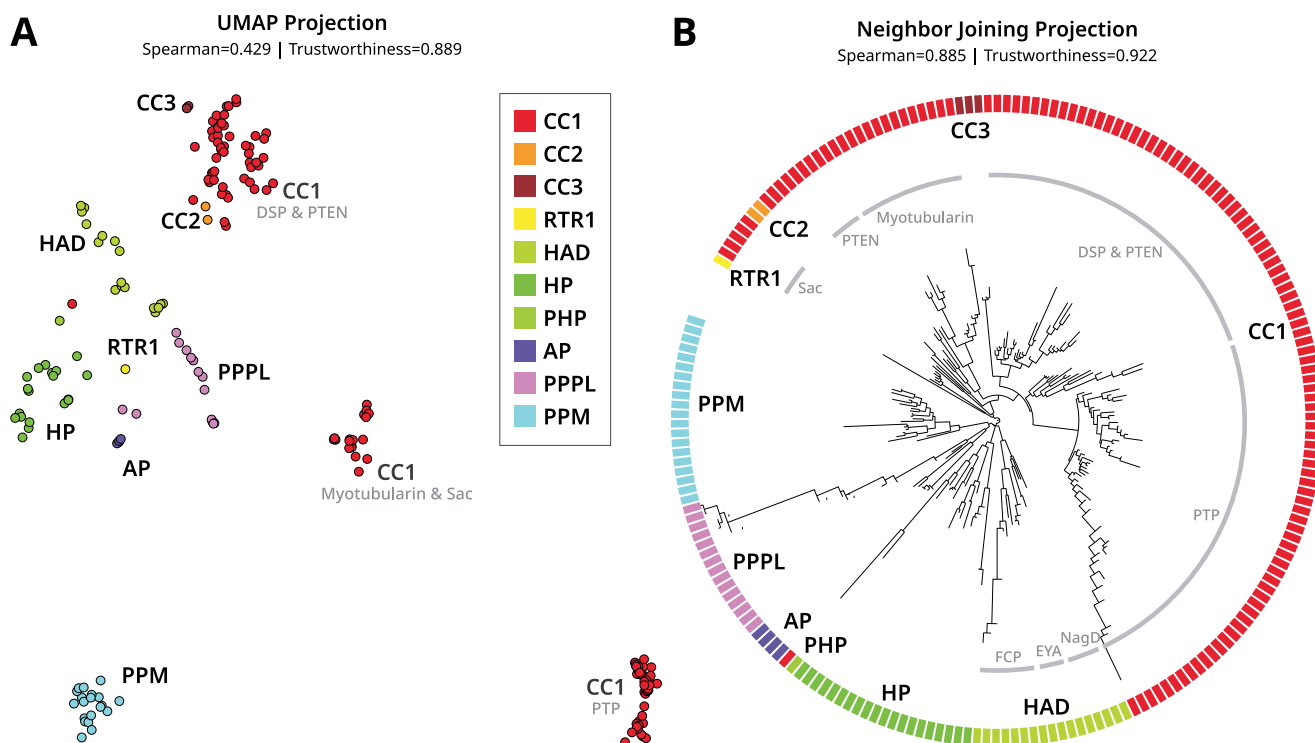 A
UMAP Projection
Spearman=0.429 | Trustworthiness=0.889
CC3
CC1
DSP & PTEN
CC2
HAD
RTR1
PPPL
HP
AP
CC1
Myotubularin & Sac
PPM
CC1
PTP
CC1
CC2
CC3
RTR1
HAD
HP
PHP
AP
PPPL
PPM
B
Neighbor Joining Projection
Spearman=0.885 | Trustworthiness=0.922
CC3
CC2
Myotubularin
PTEN
DSP & PTEN
RTR1
Sac
CC1
PPM
PTP
PPPL
AP
PHP
NagD
EYA
FCP
HP
HAD